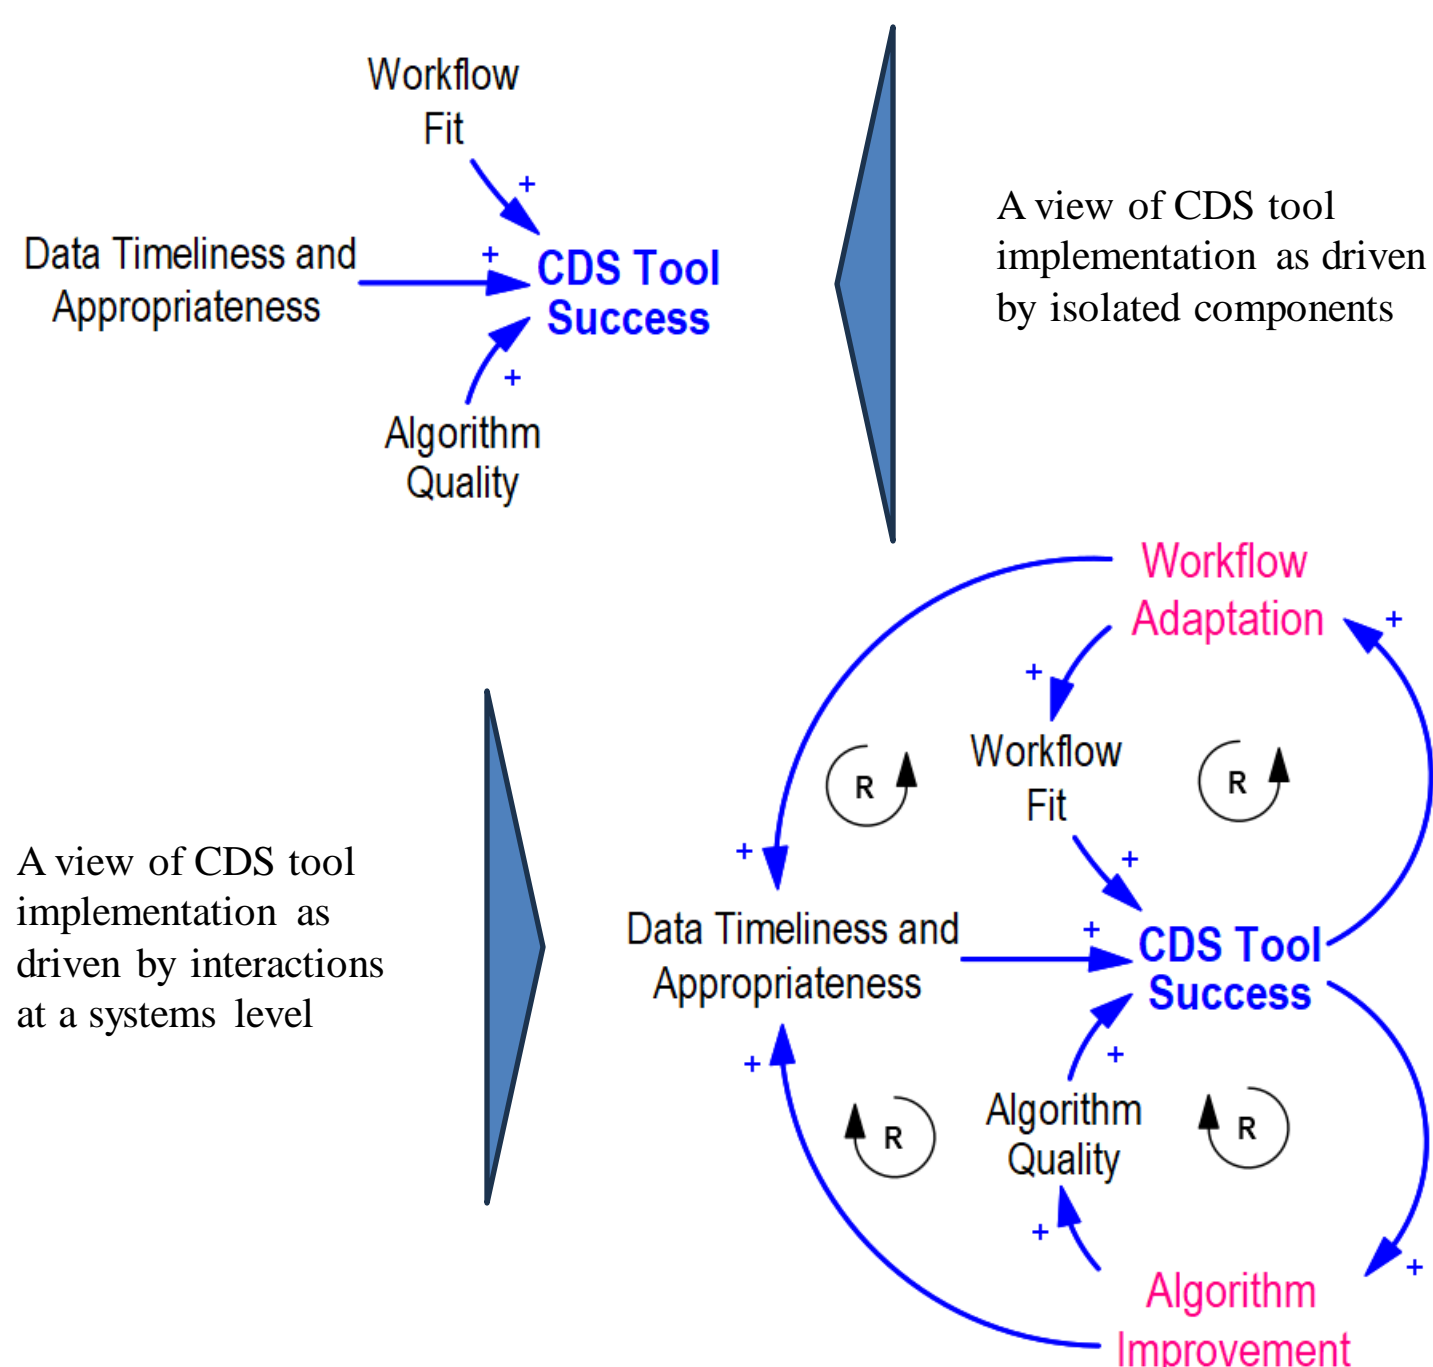 Workflow
Fit
+
Data Timeliness and
Appropriateness
+
CDS Tool
Success
+
Algorithm
Quality
A view of CDS tool
implementation as driven
by isolated components
Workflow
Adaptation
+
+
Workflow
Fit
R
R
+
+
A view of CDS tool
implementation as
driven by interactions
at a systems level
Data Timeliness and
Appropriateness
+
CDS Tool
Success
+
+
Algorithm
Quality
R
R
+
+
Algorithm
Improvement